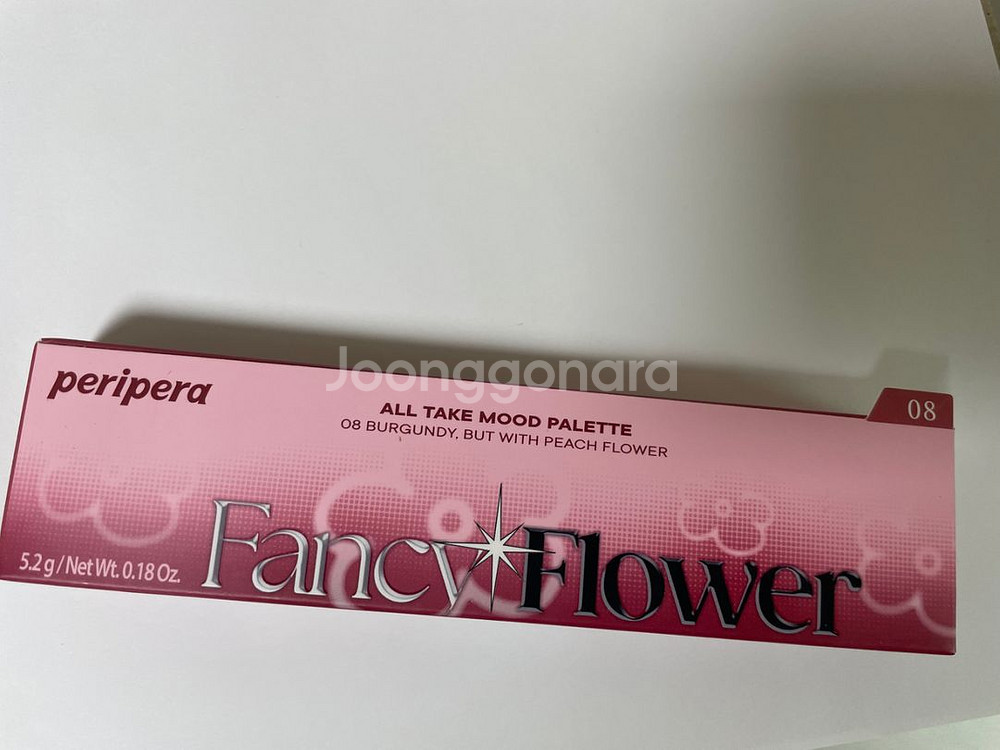 Joonggonara
peripera
08
ALL TAKE MOOD PALETTE
08 BURGUNDY, BUT WITH PEACH FLOWER
Fancy Flower
5.2 g / Net Wt. 0.18 Oz.